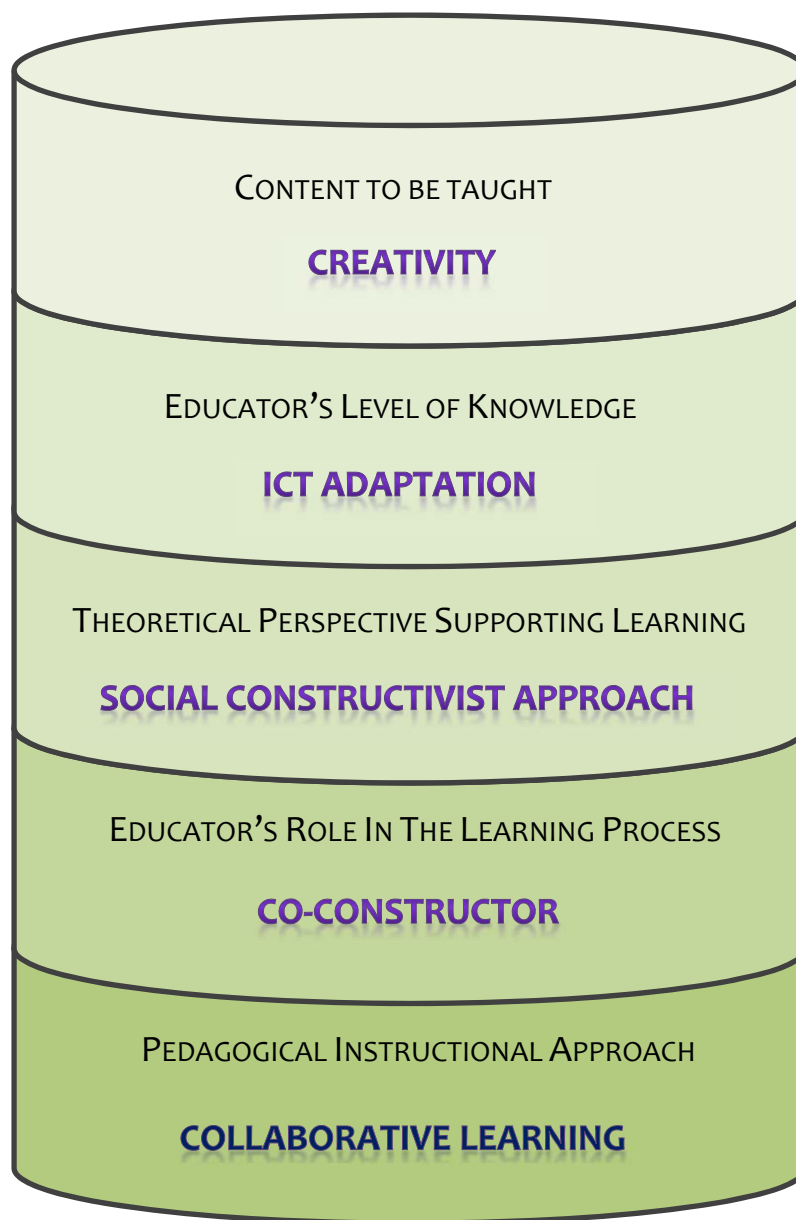 Content to be taught
CREATIVITY
Educator's Level of Knowledge
ICT ADAPTATION
Theoretical Perspective Supporting Learning
SOCIAL CONSTRUCTIVIST APPROACH
Educator's Role In The Learning Process
CO-CONSTRUCTOR
Pedagogical Instructional Approach
COLLABORATIVE LEARNING